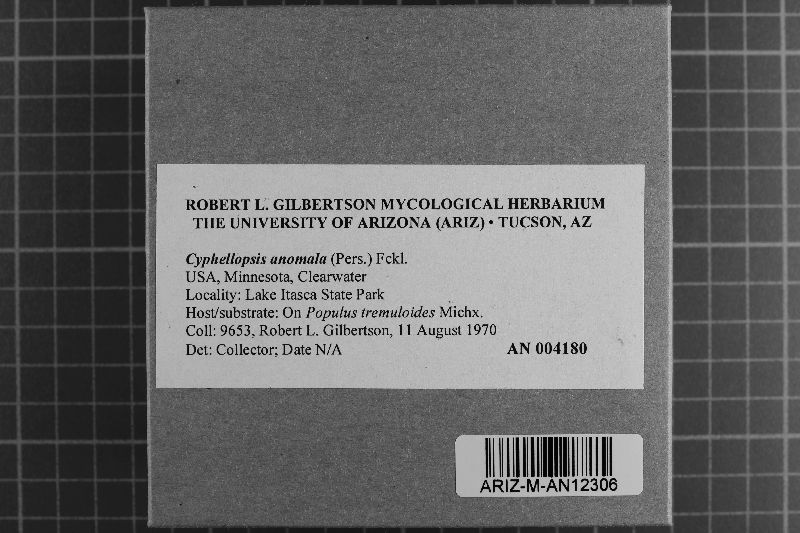 ROBERT L. GILBERTSON MYCOLOGICAL HERBARIUM
THE UNIVERSITY OF ARIZONA (ARIZ) • TUCSON, AZ
Cyphellopsis anomala (Pers.) Fckl.
USA, Minnesota, Clearwater
Locality: Lake Itasca State Park
Host/substrate: On Populus tremuloides Michx.
Coll: 9653, Robert L. Gilbertson, 11 August 1970
Det: Collector; Date N/A AN 004180
ARIZ-M-AN12306